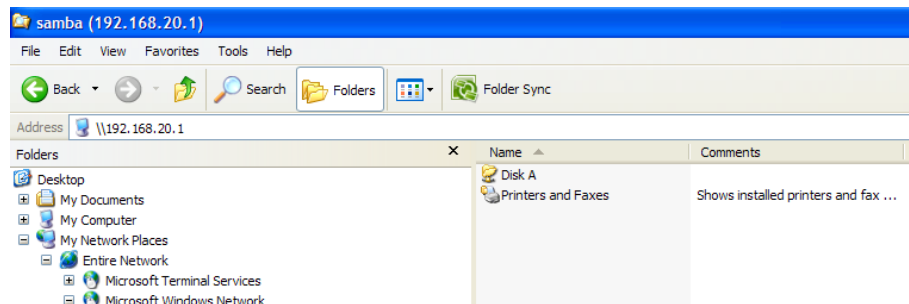 samba (192.168.20.1)
File Edit View Favorites Tools Help
Back Search Folders Folder Sync
Address \\192.168.20.1
Folders x Name Comments
Desktop
My Documents
My Computer
My Network Places
Entire Network
Microsoft Terminal Services
Microsoft Windows Network
Disk A
Printers and Faxes Shows installed printers and fax ...